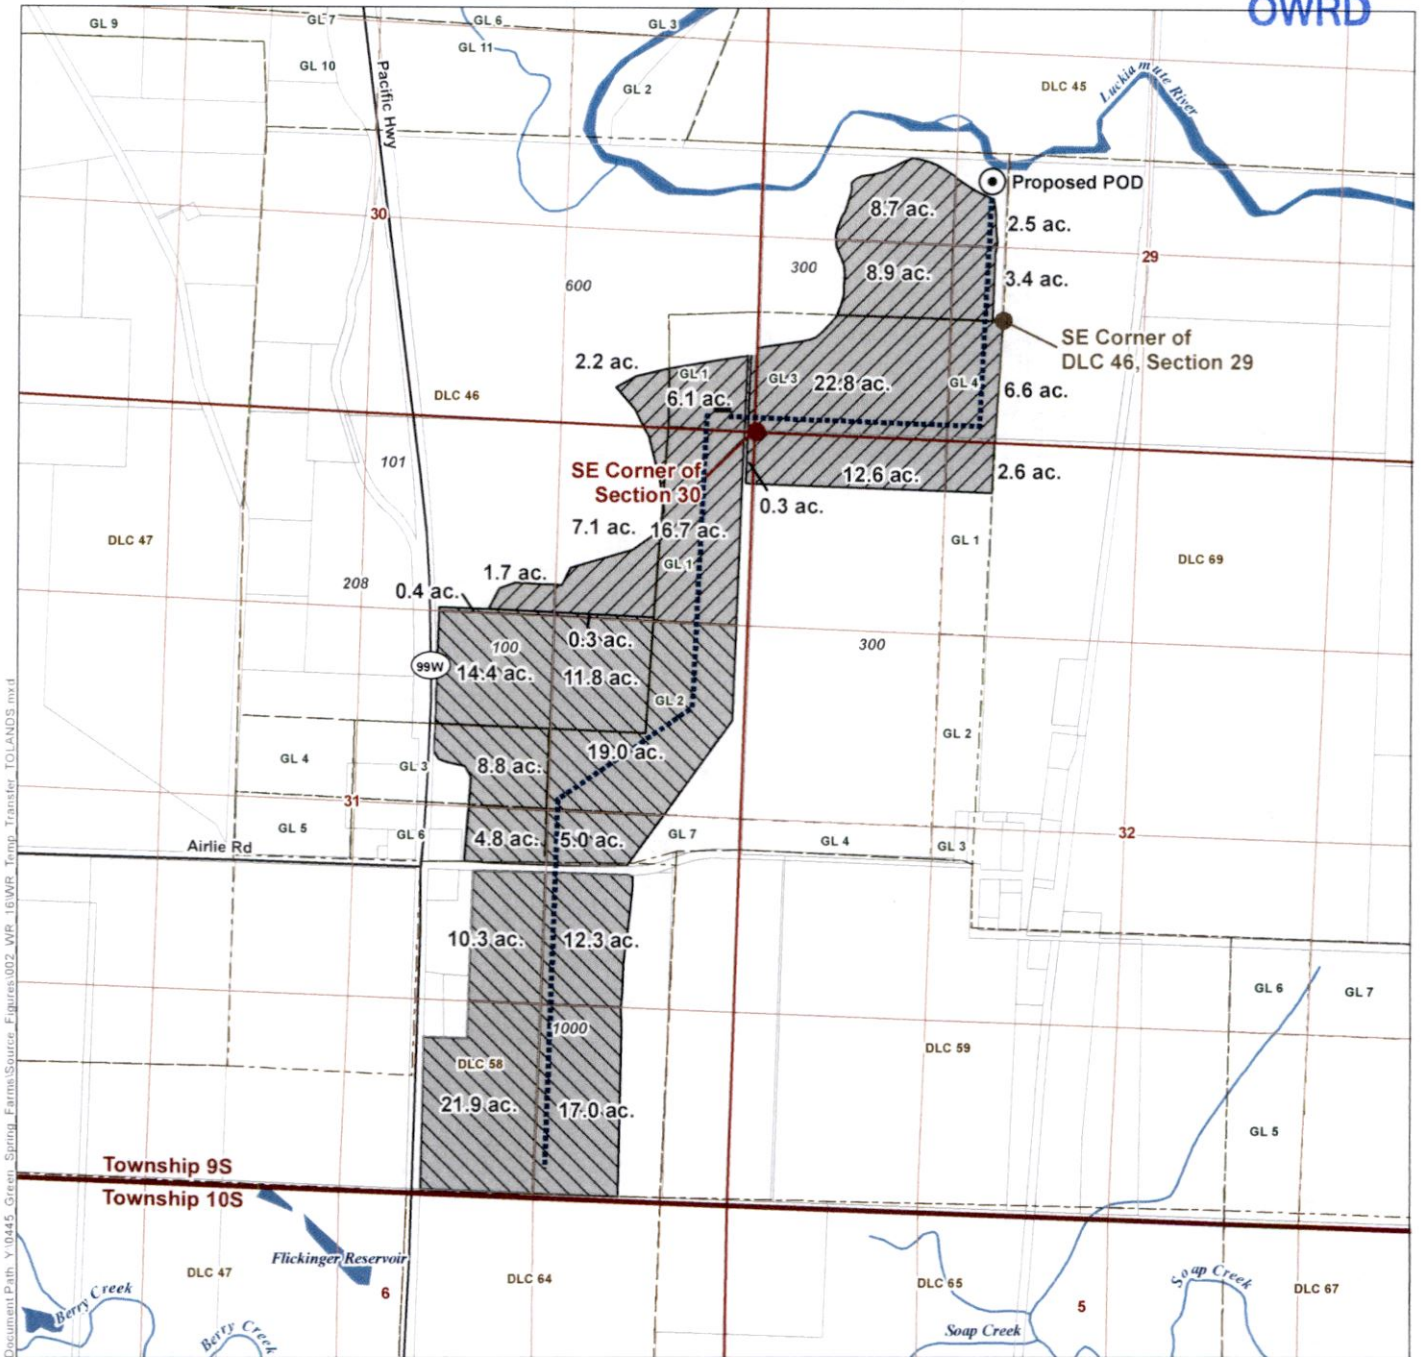 OWRD
GL 9
GL 7
GL 6
GL 3
GL 11
GL 10
GL 2
Pacific Hwy
DLC 45
Luckiamute River
Proposed POD
8.7 ac.
2.5 ac.
30
29
300
8.9 ac.
3.4 ac.
600
SE Corner of
DLC 46, Section 29
2.2 ac.
GL 1
GL 3
22.8 ac.
GL 4
6.6 ac.
DLC 46
6.1 ac.
101
SE Corner of
Section 30
12.6 ac.
2.6 ac.
0.3 ac.
7.1 ac.
16.7 ac.
DLC 47
GL 1
GL 1
DLC 69
1.7 ac.
208
0.4 ac.
0.3 ac.
100
300
99W
14.4 ac.
11.8 ac.
GL 2
GL 2
19.0 ac.
GL 4
GL 3
8.8 ac.
31
GL 5
GL 6
4.8 ac.
5.0 ac.
GL 7
GL 4
GL 3
32
Airlie Rd
10.3 ac.
12.3 ac.
GL 6
GL 7
1000
DLC 58
DLC 59
21.9 ac.
17.0 ac.
GL 5
Township 9S
Township 10S
Flickinger Reservoir
DLC 47
DLC 64
DLC 65
Soap Creek
DLC 67
Berry Creek
6
5
Berry Creek
Soap Creek
Document Path: Y:\0445_Green_Spring_Farms\Source_Figures\002_WR_16\WR_Temp_Transfer_TOLANDS.mxd